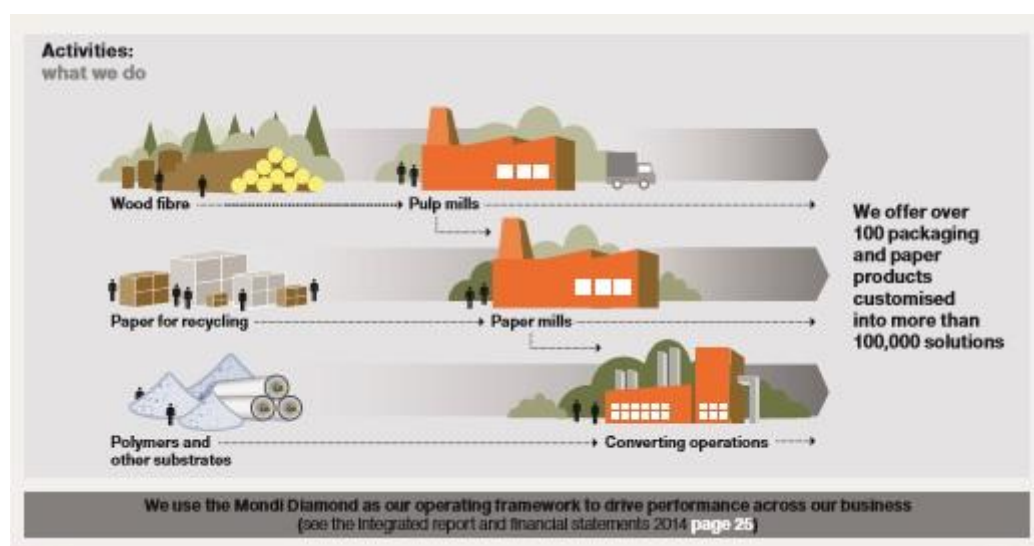 Activities:
what we do
Wood fibre
Pulp mills
We offer over
100 packaging
and paper
products
customised
into more than
100,000 solutions
Paper for recycling
Paper mills
Polymers and
other substrates
Converting operations
We use the Mondi Diamond as our operating framework to drive performance across our business
(see the Integrated report and financial statements 2014 page 25)